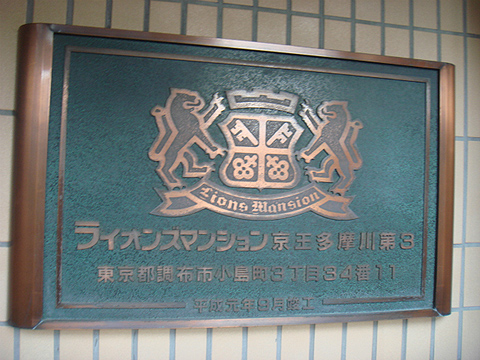 Lions Mansion
ライオンズマンション京王多摩川第3
東京都調布市小島町3丁目34番11
平成元年9月竣工